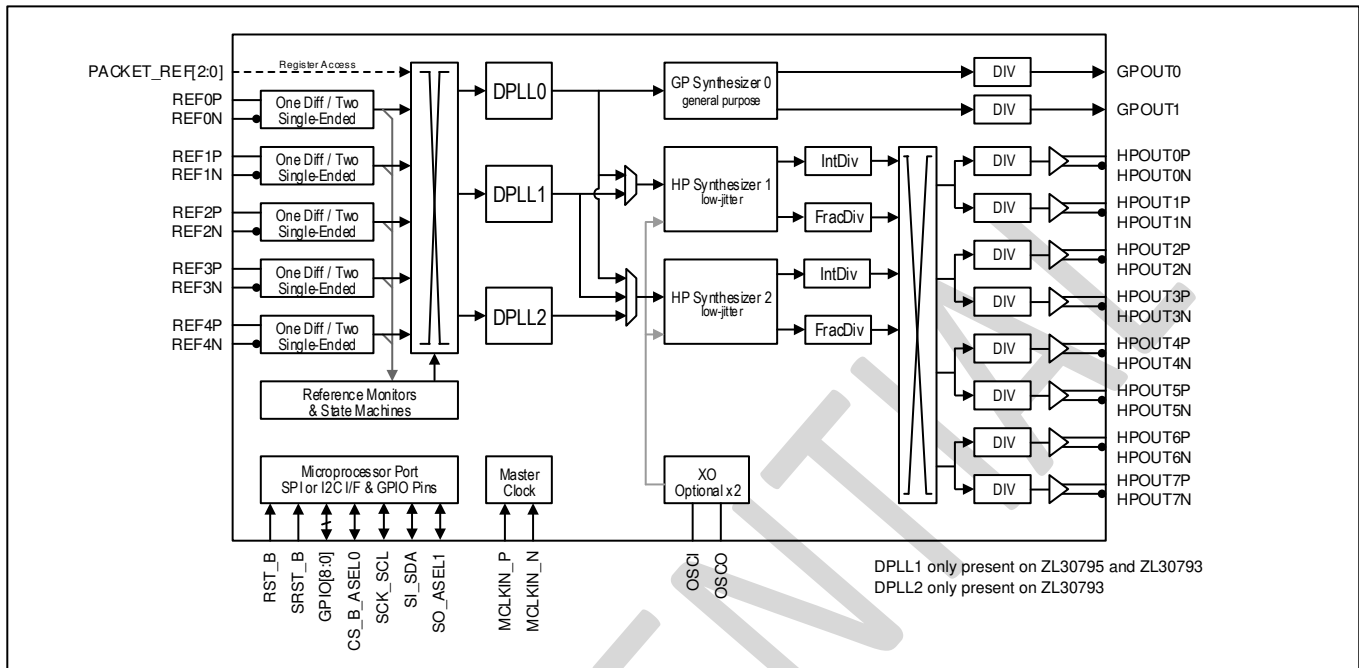 PACKET_REF[2:0]
Register Access
REF0P
REF0N
One Diff / Two
Single-Ended
REF1P
REF1N
One Diff / Two
Single-Ended
REF2P
REF2N
One Diff / Two
Single-Ended
REF3P
REF3N
One Diff / Two
Single-Ended
REF4P
REF4N
One Diff / Two
Single-Ended
Reference Monitors
& State Machines
DPLL0
DPLL1
DPLL2
GP Synthesizer 0
general purpose
HP Synthesizer 1
low-jitter
HP Synthesizer 2
low-jitter
IntDiv
FracDiv
IntDiv
FracDiv
DIV
GPOUT0
DIV
GPOUT1
DIV
HPOUT0P
HPOUT0N
DIV
HPOUT1P
HPOUT1N
DIV
HPOUT2P
HPOUT2N
DIV
HPOUT3P
HPOUT3N
DIV
HPOUT4P
HPOUT4N
DIV
HPOUT5P
HPOUT5N
DIV
HPOUT6P
HPOUT6N
DIV
HPOUT7P
HPOUT7N
Microprocessor Port
SPI or I2C I/F & GPIO Pins
Master
Clock
XO
Optional x2
RST_B
SRST_B
GPIO[8:0]
CS_B_ASEL0
SCK_SCL
SI_SDA
SO_ASEL1
MCLKIN_P
MCLKIN_N
OSCI
OSCO
DPLL1 only present on ZL30795 and ZL30793
DPLL2 only present on ZL30793
ENTIAL